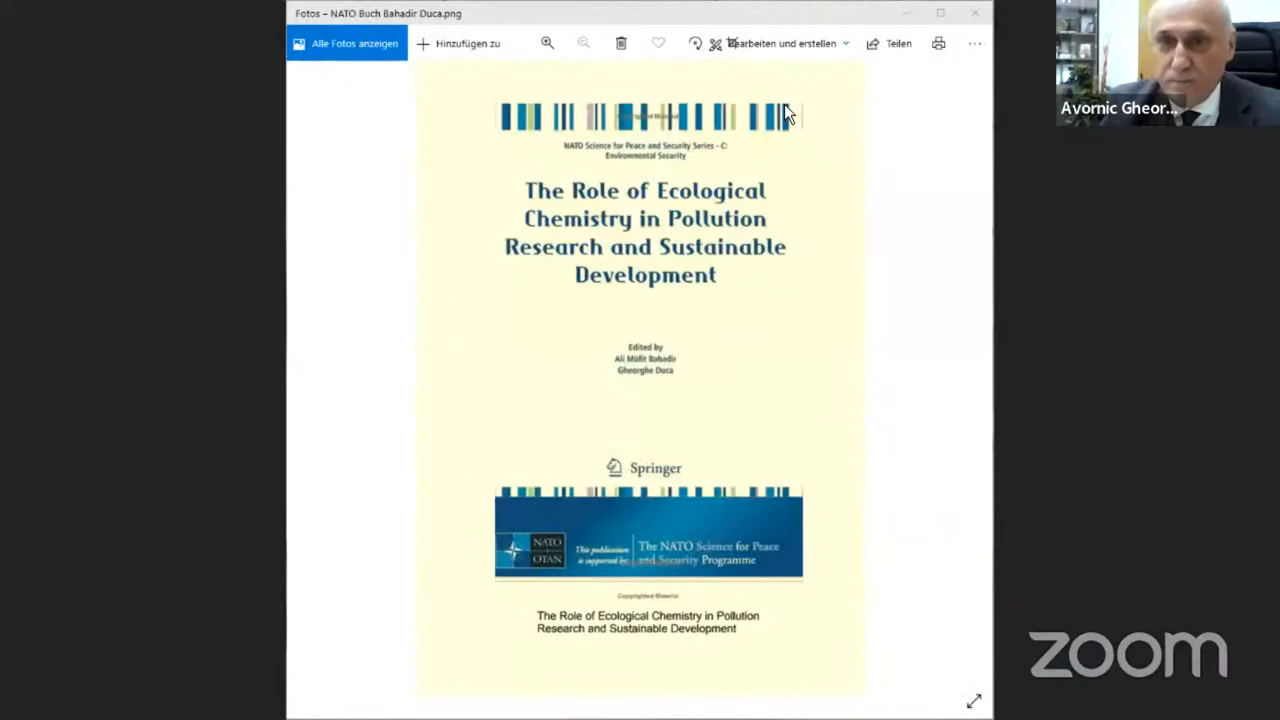 Fotos – NATO Buch Bahadir Duca.png
Alle Fotos anzeigen
Hinzufügen zu
Bearbeiten und erstellen
Teilen
Avornic Gheor...
NATO Science for Peace and Security Series - C:
Environmental Security
The Role of Ecological
Chemistry in Pollution
Research and Sustainable
Development
Edited by
Ali Müfit Bahadir
Gheorghe Duca
Springer
NATO
OTAN
This publication
is supported by:
The NATO Science for Peace
and Security Programme
Copyrighted Material
The Role of Ecological Chemistry in Pollution
Research and Sustainable Development
zoom